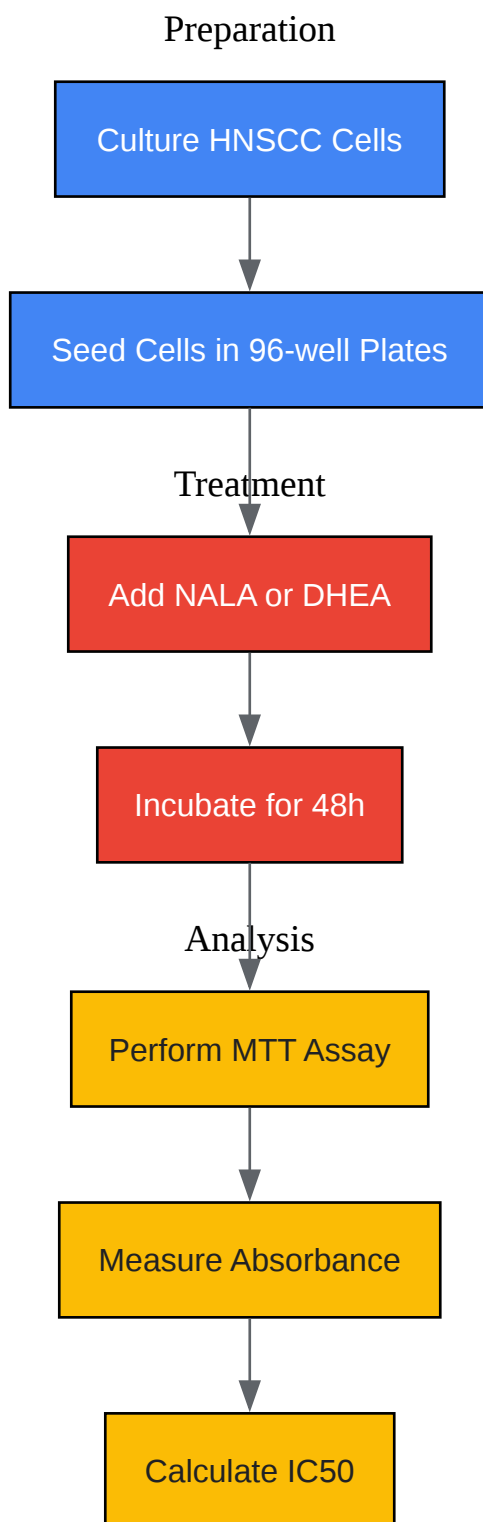 Preparation
Culture HNSCC Cells
Seed Cells in 96-well Plates
Treatment
Add NALA or DHEA
Incubate for 48h
Analysis
Perform MTT Assay
Measure Absorbance
Calculate IC50